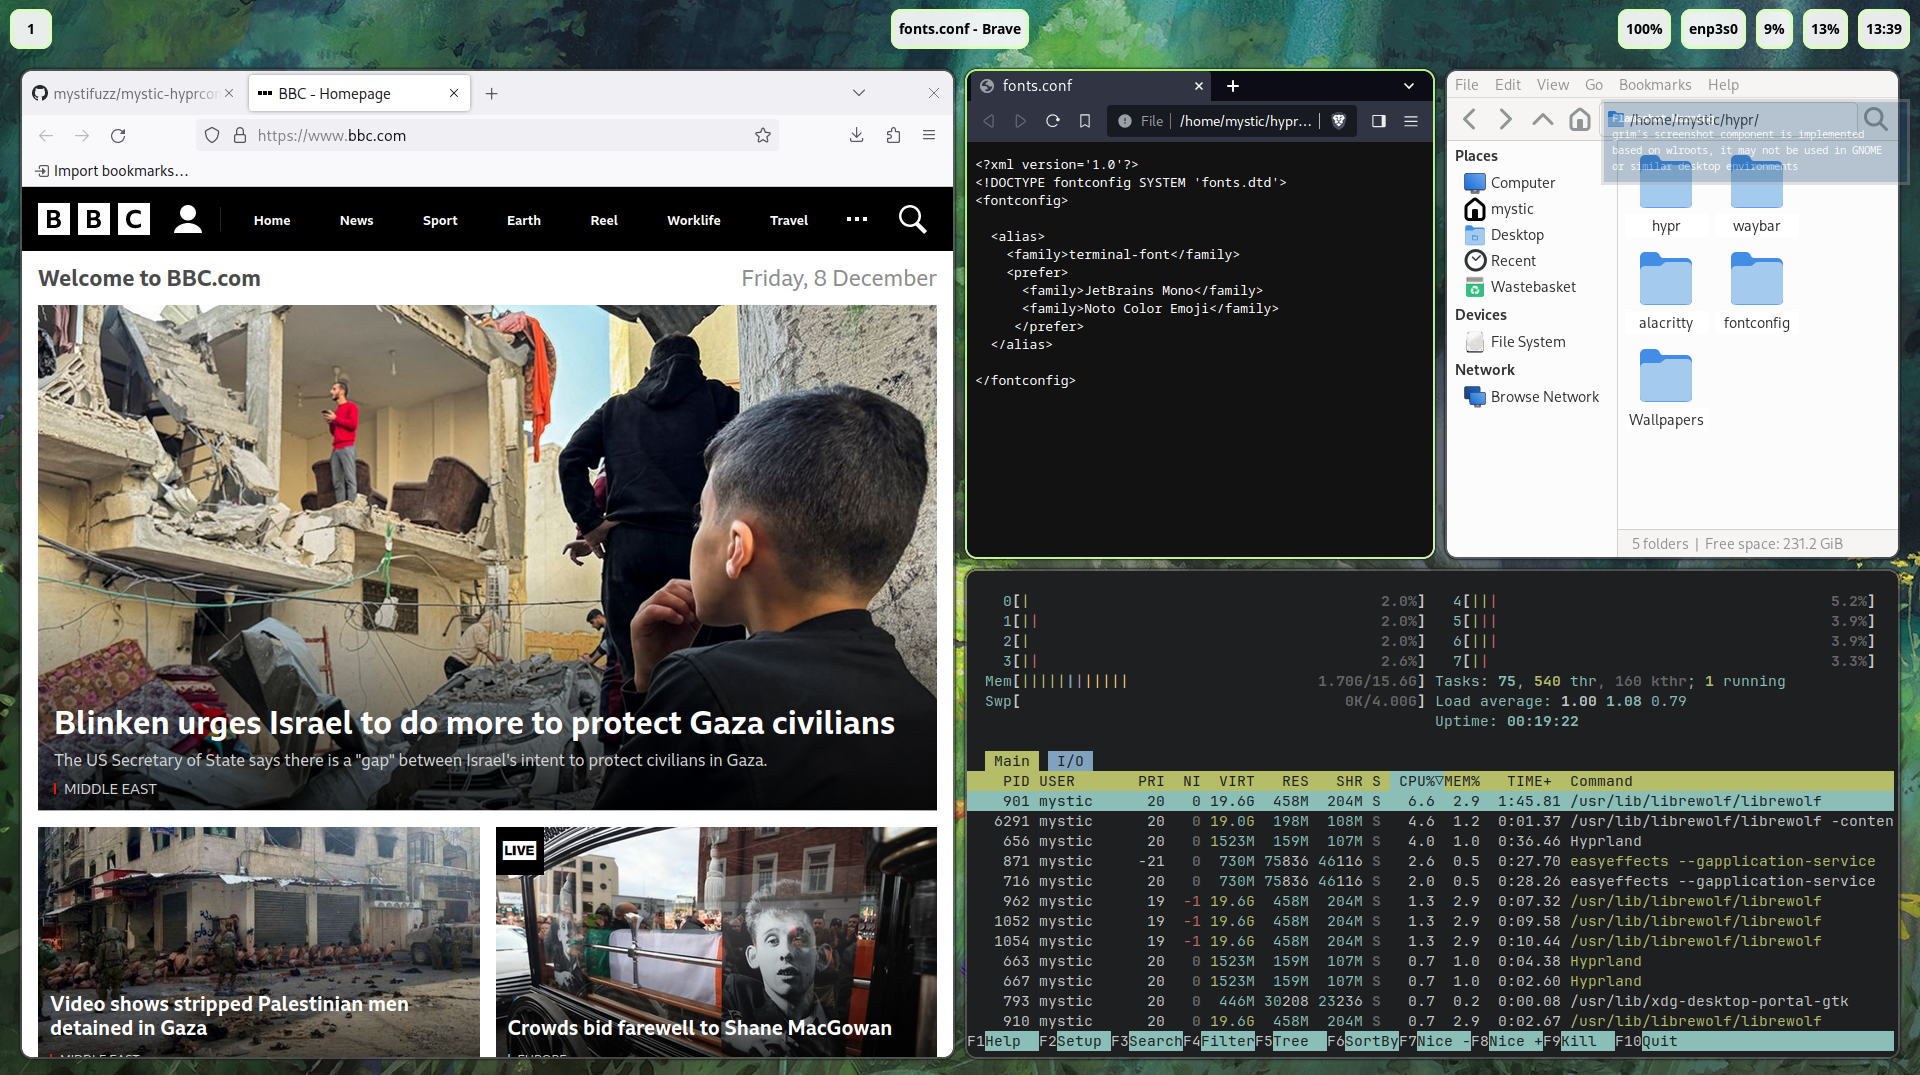 1
fonts.conf - Brave
100% enp3s0 9% 13% 13:39
mystifuzz/mystic-hyprcon
BBC - Homepage
https://www.bbc.com
Import bookmarks...
BBC Home News Sport Earth Reel Worklife Travel
Welcome to BBC.com Friday, 8 December
Blinken urges Israel to do more to protect Gaza civilians
The US Secretary of State says there is a "gap" between Israel's intent to protect civilians in Gaza.
MIDDLE EAST
Video shows stripped Palestinian men
detained in Gaza
MIDDLE EAST
LIVE
Crowds bid farewell to Shane MacGowan
EUROPE
fonts.conf
File /home/mystic/hypr...
<?xml version='1.0'?>
<!DOCTYPE fontconfig SYSTEM 'fonts.dtd'>
<fontconfig>
<alias>
<family>terminal-font</family>
<prefer>
<family>JetBrains Mono</family>
<family>Noto Color Emoji</family>
</prefer>
</alias>
</fontconfig>
File Edit View Go Bookmarks Help
/home/mystic/hypr/
grim's screenshot component is implemented
based on wlroots, it may not be used in GNOME
or similar desktop environments
Places
Computer
mystic
Desktop
Recent
Wastebasket
Devices
File System
Network
Browse Network
hypr waybar
alacritty fontconfig
Wallpapers
5 folders | Free space: 231.2 GiB
0[| 2.0%] 4[||| 5.2%]
1[|| 2.0%] 5[||| 3.9%]
2[| 2.0%] 6[||| 3.9%]
3[|| 2.6%] 7[|| 3.3%]
Mem[|||||||||||| 1.70G/15.6G] Tasks: 75, 540 thr, 160 kthr; 1 running
Swp[ 0K/4.00G] Load average: 1.00 1.08 0.79
Uptime: 00:19:22
Main I/O
PID USER PRI NI VIRT RES SHR S CPU%▽MEM% TIME+ Command
901 mystic 20 0 19.6G 458M 204M S 6.6 2.9 1:45.81 /usr/lib/librewolf/librewolf
6291 mystic 20 0 19.0G 198M 108M S 4.6 1.2 0:01.37 /usr/lib/librewolf/librewolf -conten
656 mystic 20 0 1523M 159M 107M S 4.0 1.0 0:36.46 Hyprland
871 mystic -21 0 730M 75836 46116 S 2.6 0.5 0:27.70 easyeffects --gapplication-service
716 mystic 20 0 730M 75836 46116 S 2.0 0.5 0:28.26 easyeffects --gapplication-service
962 mystic 19 -1 19.6G 458M 204M S 1.3 2.9 0:07.32 /usr/lib/librewolf/librewolf
1052 mystic 19 -1 19.6G 458M 204M S 1.3 2.9 0:09.58 /usr/lib/librewolf/librewolf
1054 mystic 19 -1 19.6G 458M 204M S 1.3 2.9 0:10.44 /usr/lib/librewolf/librewolf
663 mystic 20 0 1523M 159M 107M S 0.7 1.0 0:04.38 Hyprland
667 mystic 20 0 1523M 159M 107M S 0.7 1.0 0:02.60 Hyprland
793 mystic 20 0 446M 30208 23236 S 0.7 0.2 0:00.08 /usr/lib/xdg-desktop-portal-gtk
910 mystic 20 0 19.6G 458M 204M S 0.7 2.9 0:02.67 /usr/lib/librewolf/librewolf
F1Help F2Setup F3SearchF4FilterF5Tree F6SortByF7Nice -F8Nice +F9Kill F10Quit